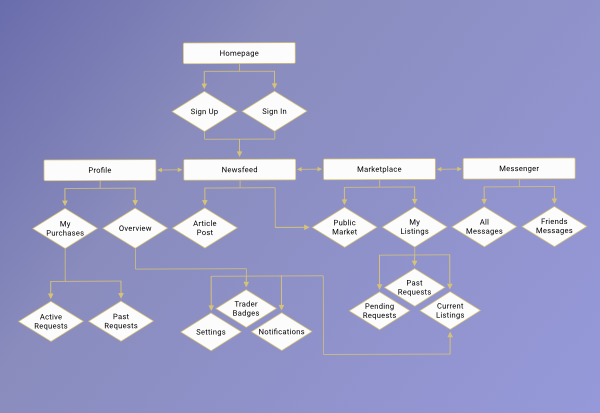 Homepage
Sign Up
Sign In
Profile
Newsfeed
Marketplace
Messenger
My
Purchases
Overview
Article
Post
Public
Market
My
Listings
All
Messages
Friends
Messages
Active
Requests
Past
Requests
Trader
Badges
Settings
Notifications
Past
Requests
Pending
Requests
Current
Listings